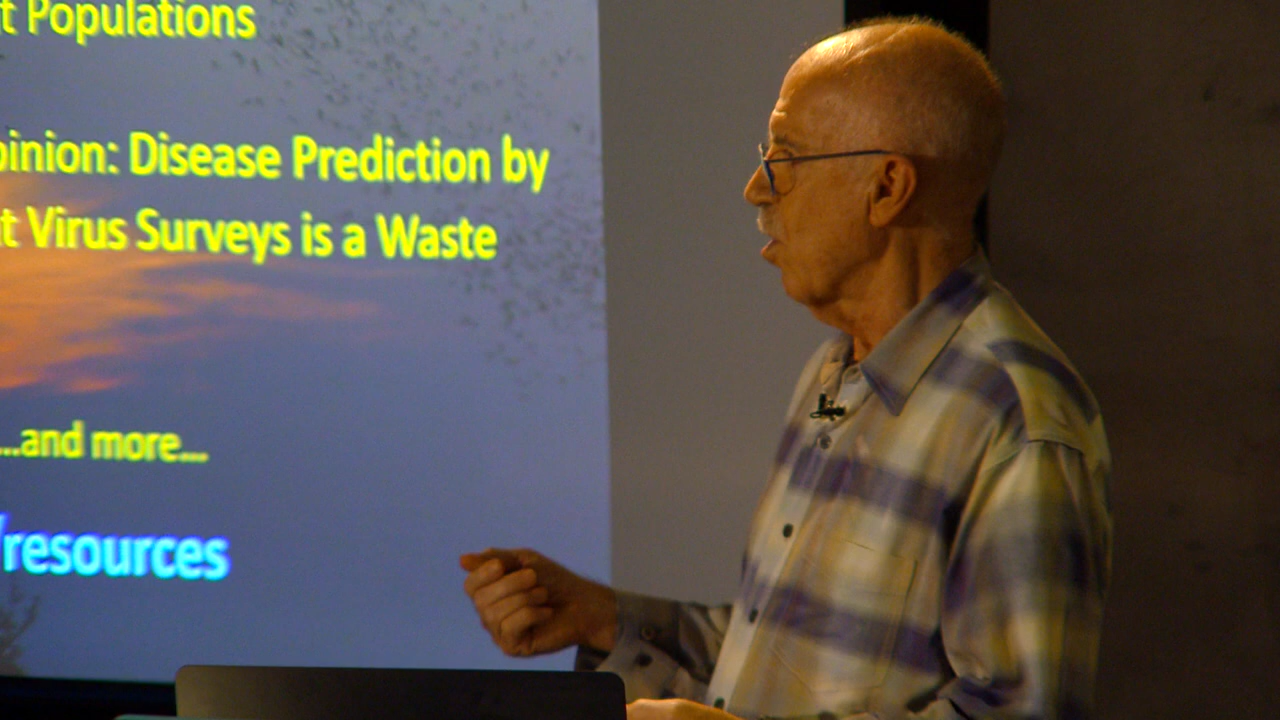 t Populations
pinion: Disease Prediction by
t Virus Surveys is a Waste
...and more...
/resources